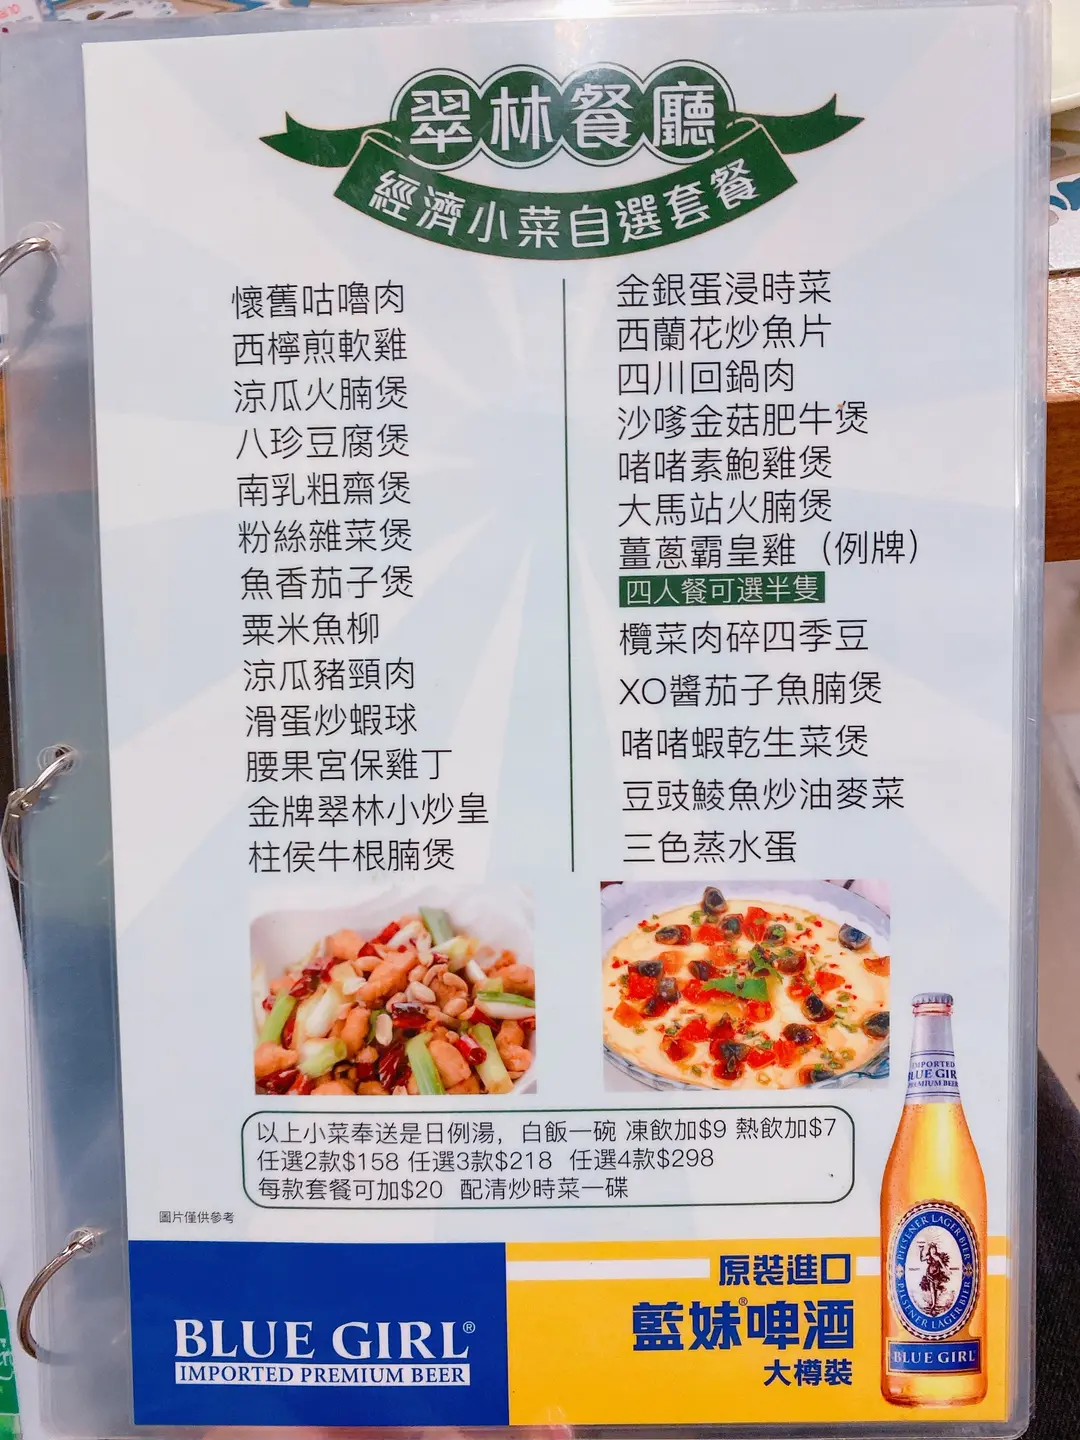 翠林餐廳
經濟小菜自選套餐
懷舊咕嚕肉
西檸煎軟雞
涼瓜火腩煲
八珍豆腐煲
南乳粗齋煲
粉絲雜菜煲
魚香茄子煲
粟米魚柳
涼瓜豬頸肉
滑蛋炒蝦球
腰果宮保雞丁
金牌翠林小炒皇
柱侯牛根腩煲
金銀蛋浸時菜
西蘭花炒魚片
四川回鍋肉
沙嗲金菇肥牛煲
啫啫素鮑雞煲
大馬站火腩煲
薑蔥霸皇雞（例牌）
四人餐可選半隻
欖菜肉碎四季豆
XO醬茄子魚腩煲
啫啫蝦乾生菜煲
豆豉鯪魚炒油麥菜
三色蒸水蛋
以上小菜奉送是日例湯，白飯一碗 凍飲加$9 熱飲加$7
任選2款$158 任選3款$218 任選4款$298
每款套餐可加$20 配清炒時菜一碟
圖片僅供參考
BLUE GIRL®
IMPORTED PREMIUM BEER
原裝進口
藍妹®啤酒
大樽裝
IMPORTED
BLUE GIRL
PREMIUM BEER
PILSENER LAGERBIER
PILSENER LAGERBIER
BLUE GIRL